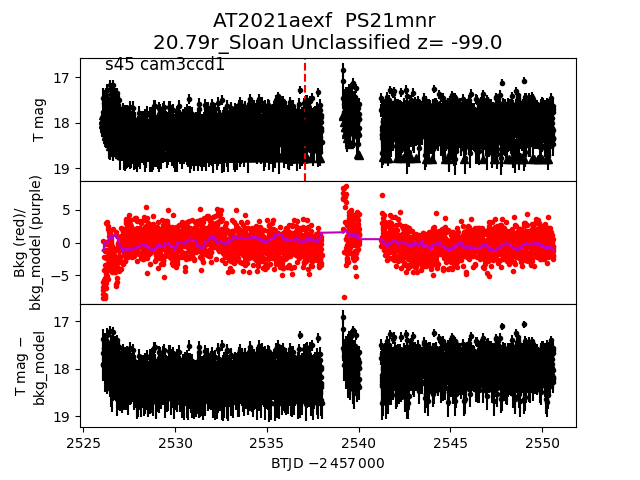 AT2021aexf PS21mnr
20.79r_Sloan Unclassified z= -99.0
s45 cam3ccd1
17
18
19
T mag
5
0
−5
Bkg (red)/
bkg_model (purple)
17
18
19
T mag −
bkg_model
2525
2530
2535
2540
2545
2550
BTJD −2 457 000